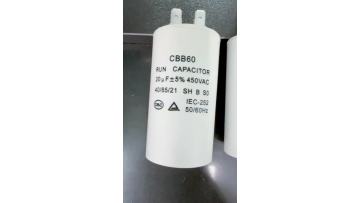 CBB60
RUN CAPACITOR
20µF±5% 450VAC
40/85/21 SH B S0
IEC-252
50/60Hz